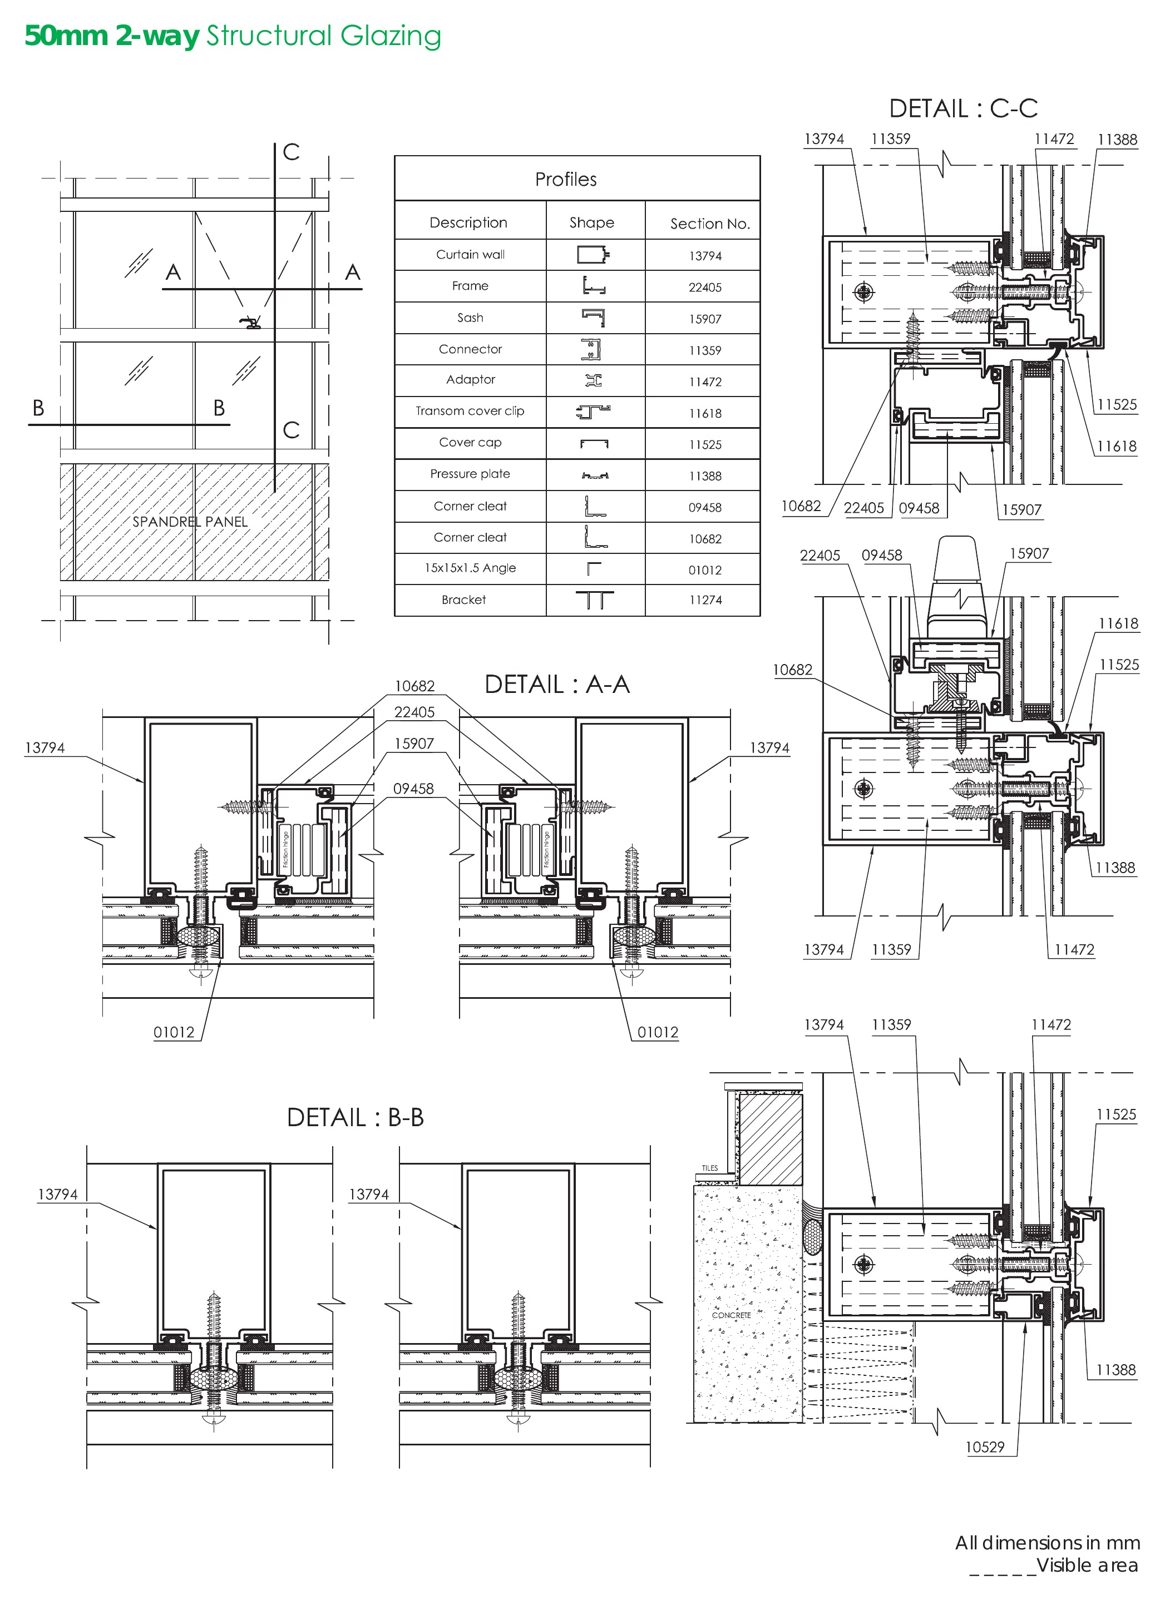 50mm 2-way Structural Glazing
C
A
A
B
B
C
SPANDREL PANEL
Profiles
Description Shape Section No.
Curtain wall 13794
Frame 22405
Sash 15907
Connector 11359
Adaptor 11472
Transom cover clip 11618
Cover cap 11525
Pressure plate 11388
Corner cleat 09458
Corner cleat 10682
15x15x1.5 Angle 01012
Bracket 11274
DETAIL : C-C
13794 11359 11472 11388
11525
11618
10682 22405 09458 15907
22405 09458 15907
11618
10682
11525
11388
13794 11359 11472
DETAIL : A-A
10682
22405
13794 15907 13794
09458
Friction hinge
Friction hinge
01012 01012
13794 11359 11472
11525
TILES
CONCRETE
11388
10529
DETAIL : B-B
13794 13794
All dimensions in mm
_ _ _ _ _Visible area